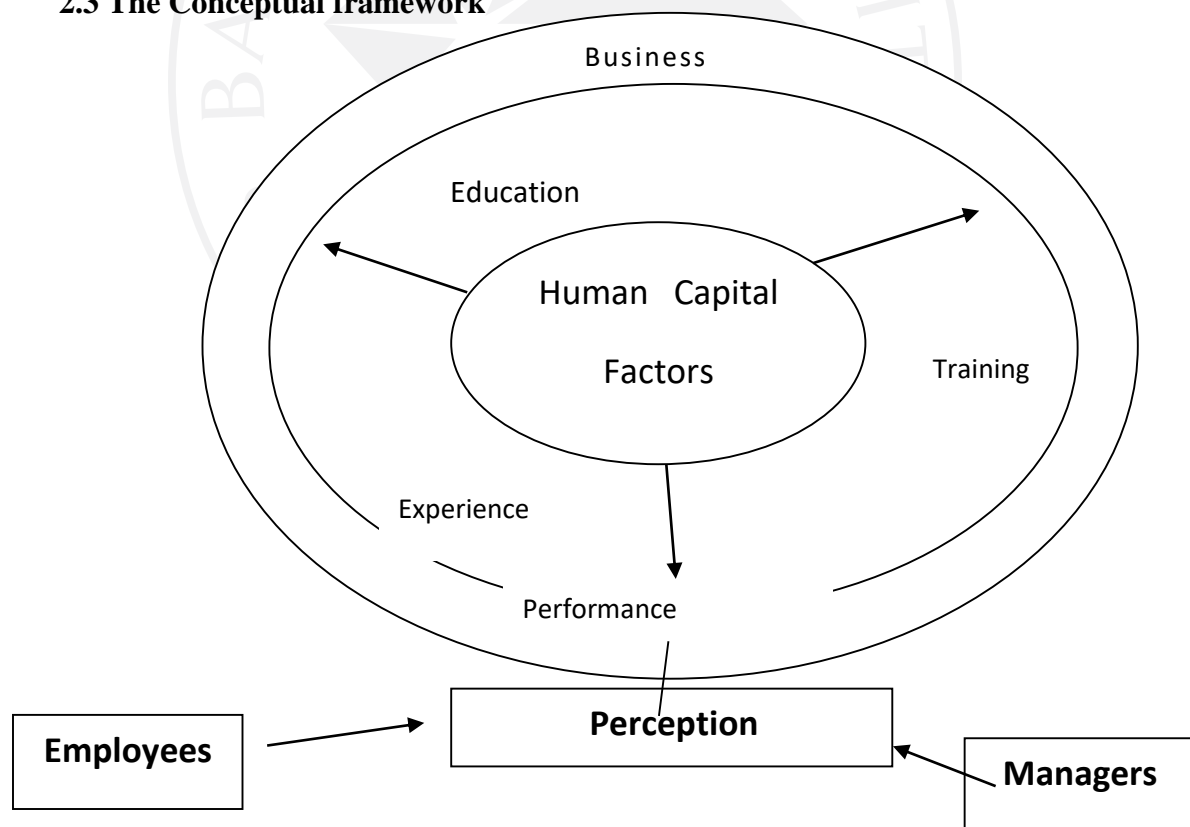 2.3 The Conceptual framework
Business
Education
Human Capital
Factors
Training
Experience
Performance
Perception
Employees
Managers